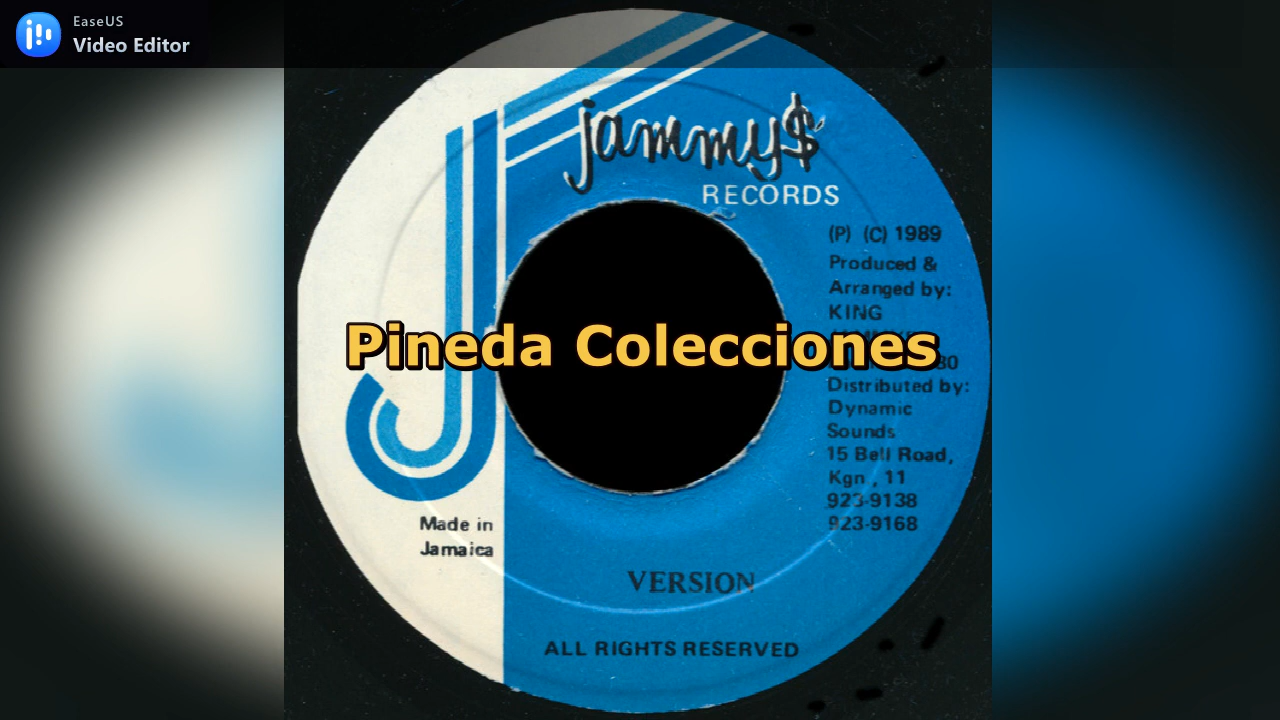 EaseUS
Video Editor
jammy$
RECORDS
(P) (C) 1989
Produced &
Arranged by:
KING
Pineda Colecciones
Distributed by:
Dynamic
Sounds
15 Bell Road,
Kgn , 11
923-9138
923-9168
Made in
Jamaica
VERSION
ALL RIGHTS RESERVED